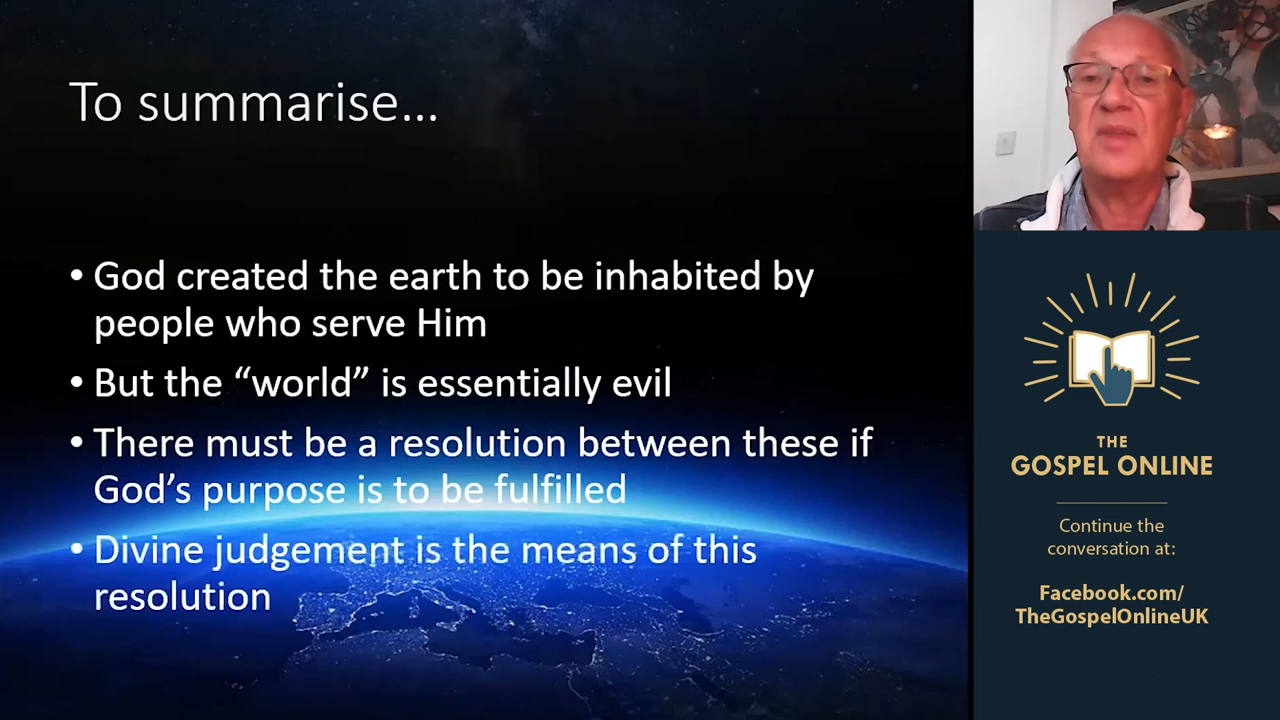 To summarise...
• God created the earth to be inhabited by
people who serve Him
• But the “world” is essentially evil
• There must be a resolution between these if
God’s purpose is to be fulfilled
• Divine judgement is the means of this
resolution
THE
GOSPEL ONLINE
Continue the
conversation at:
Facebook.com/
TheGospelOnlineUK